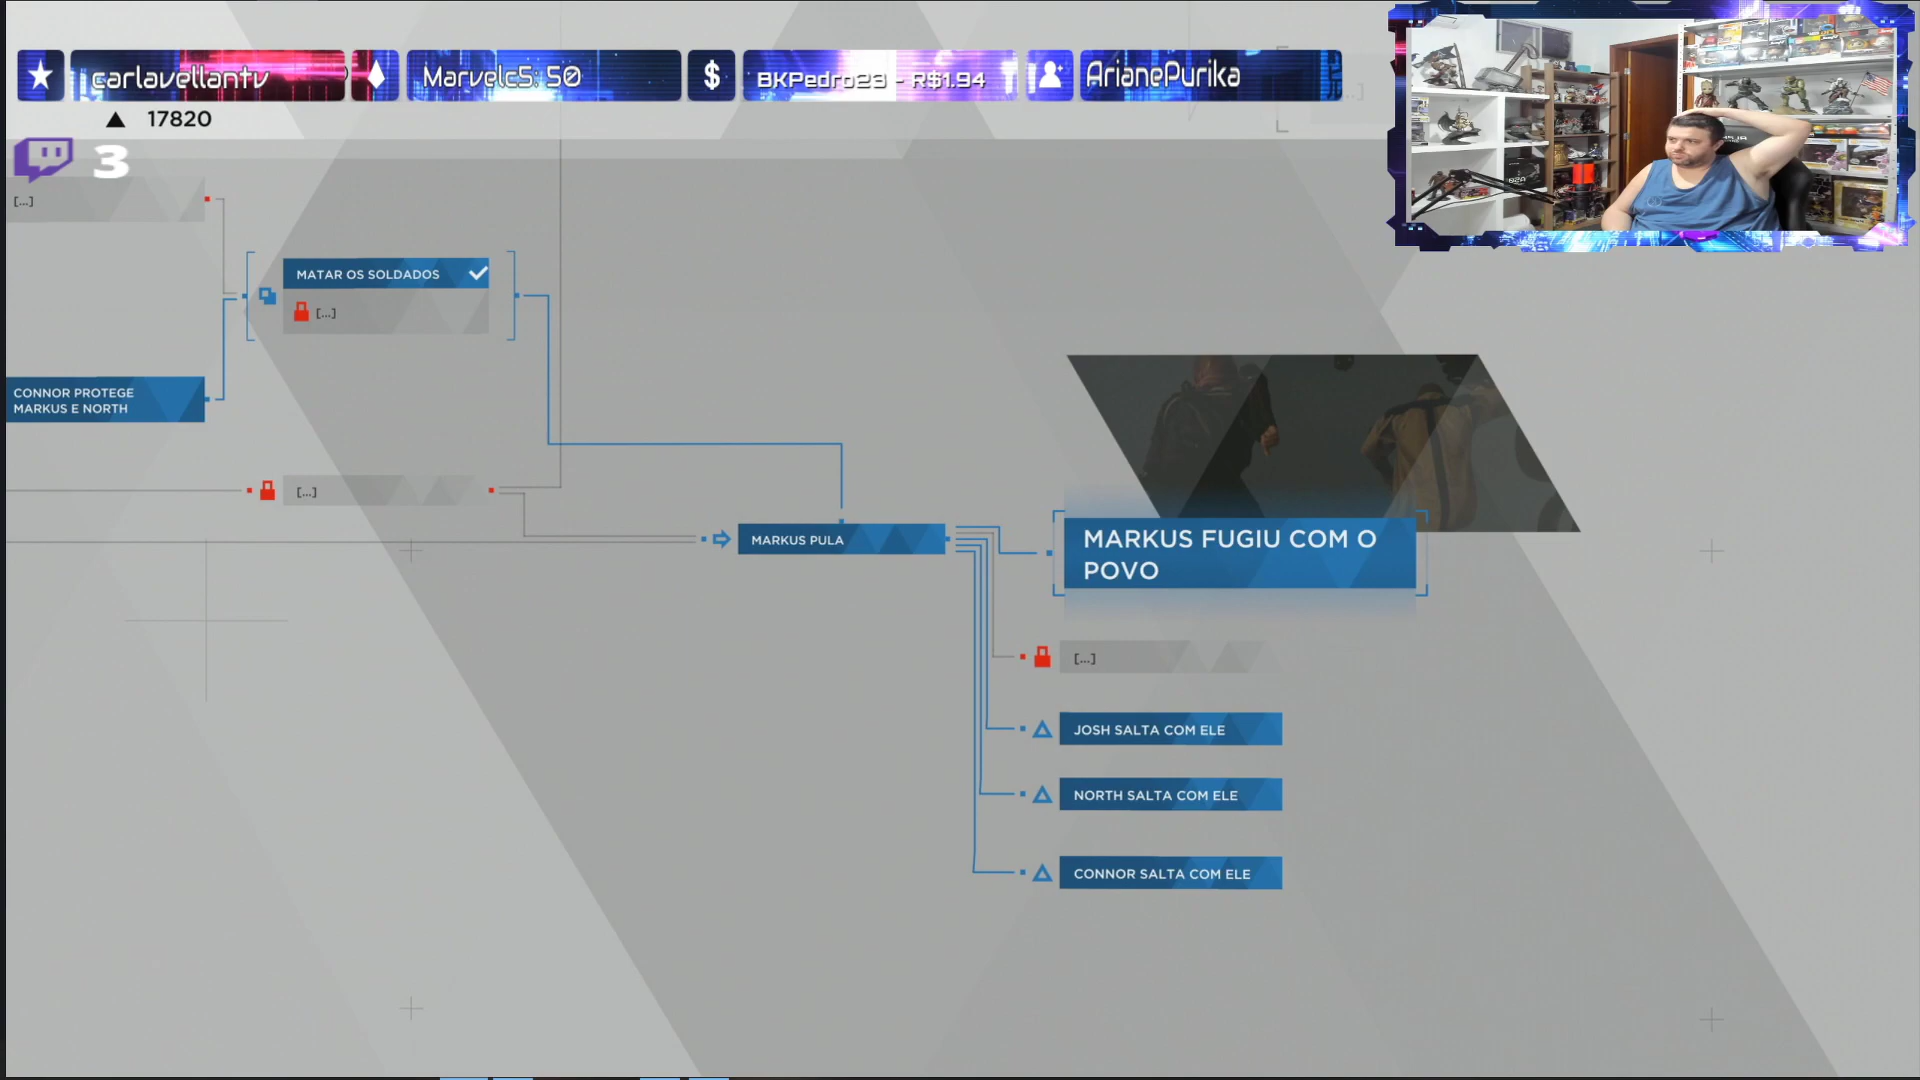 carlavellantv
Marvelc5: 50
$
BKPedro23 - R$1.94
ArianePurika
17820
3
[...]
[...]
MATAR OS SOLDADOS
[...]
CONNOR PROTEGE
MARKUS E NORTH
[...]
MARKUS PULA
MARKUS FUGIU COM O
POVO
[...]
JOSH SALTA COM ELE
NORTH SALTA COM ELE
CONNOR SALTA COM ELE